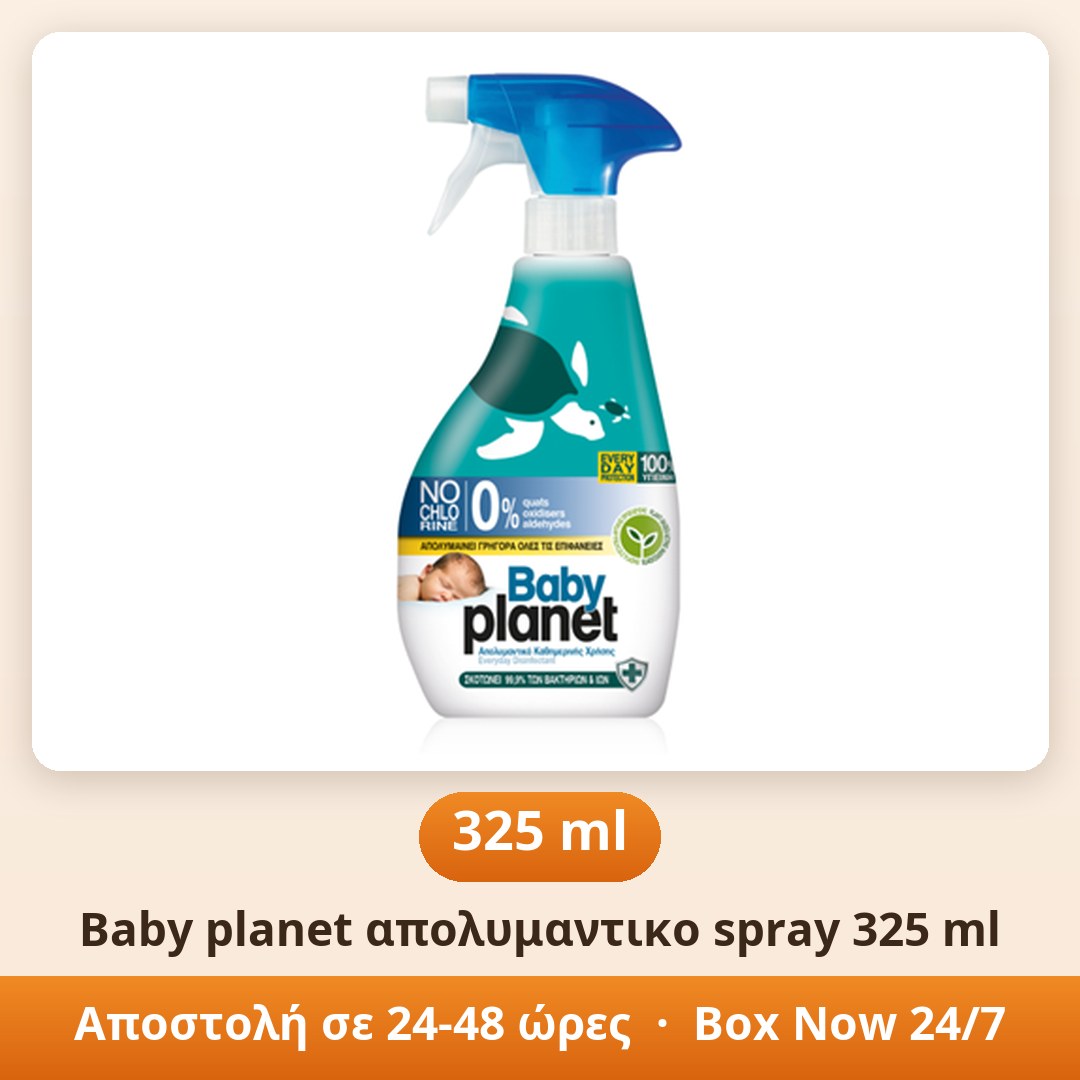 EVERY
DAY
PROTECTION
100%
NO
CHLO
RINE
0%
quats
oxidisers
aldehydes
ΑΠΟΛΥΜΑΙΝΕΙ ΓΡΗΓΟΡΑ ΟΛΕΣ ΤΙΣ ΕΠΙΦΑΝΕΙΕΣ
Baby
planet
Απολυμαντικό Καθημερινής Χρήσης
Everyday Disinfectant
ΣΚΟΤΩΝΕΙ 99,9% ΤΩΝ ΒΑΚΤΗΡΙΩΝ & ΙΩΝ
325 ml
Baby planet απολυμαντικο spray 325 ml
Αποστολή σε 24-48 ώρες · Box Now 24/7